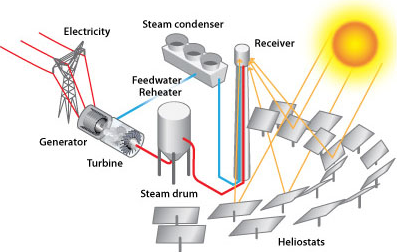 Steam condenser
Electricity
Receiver
Feedwater
Reheater
Generator
Turbine
Steam drum
Heliostats